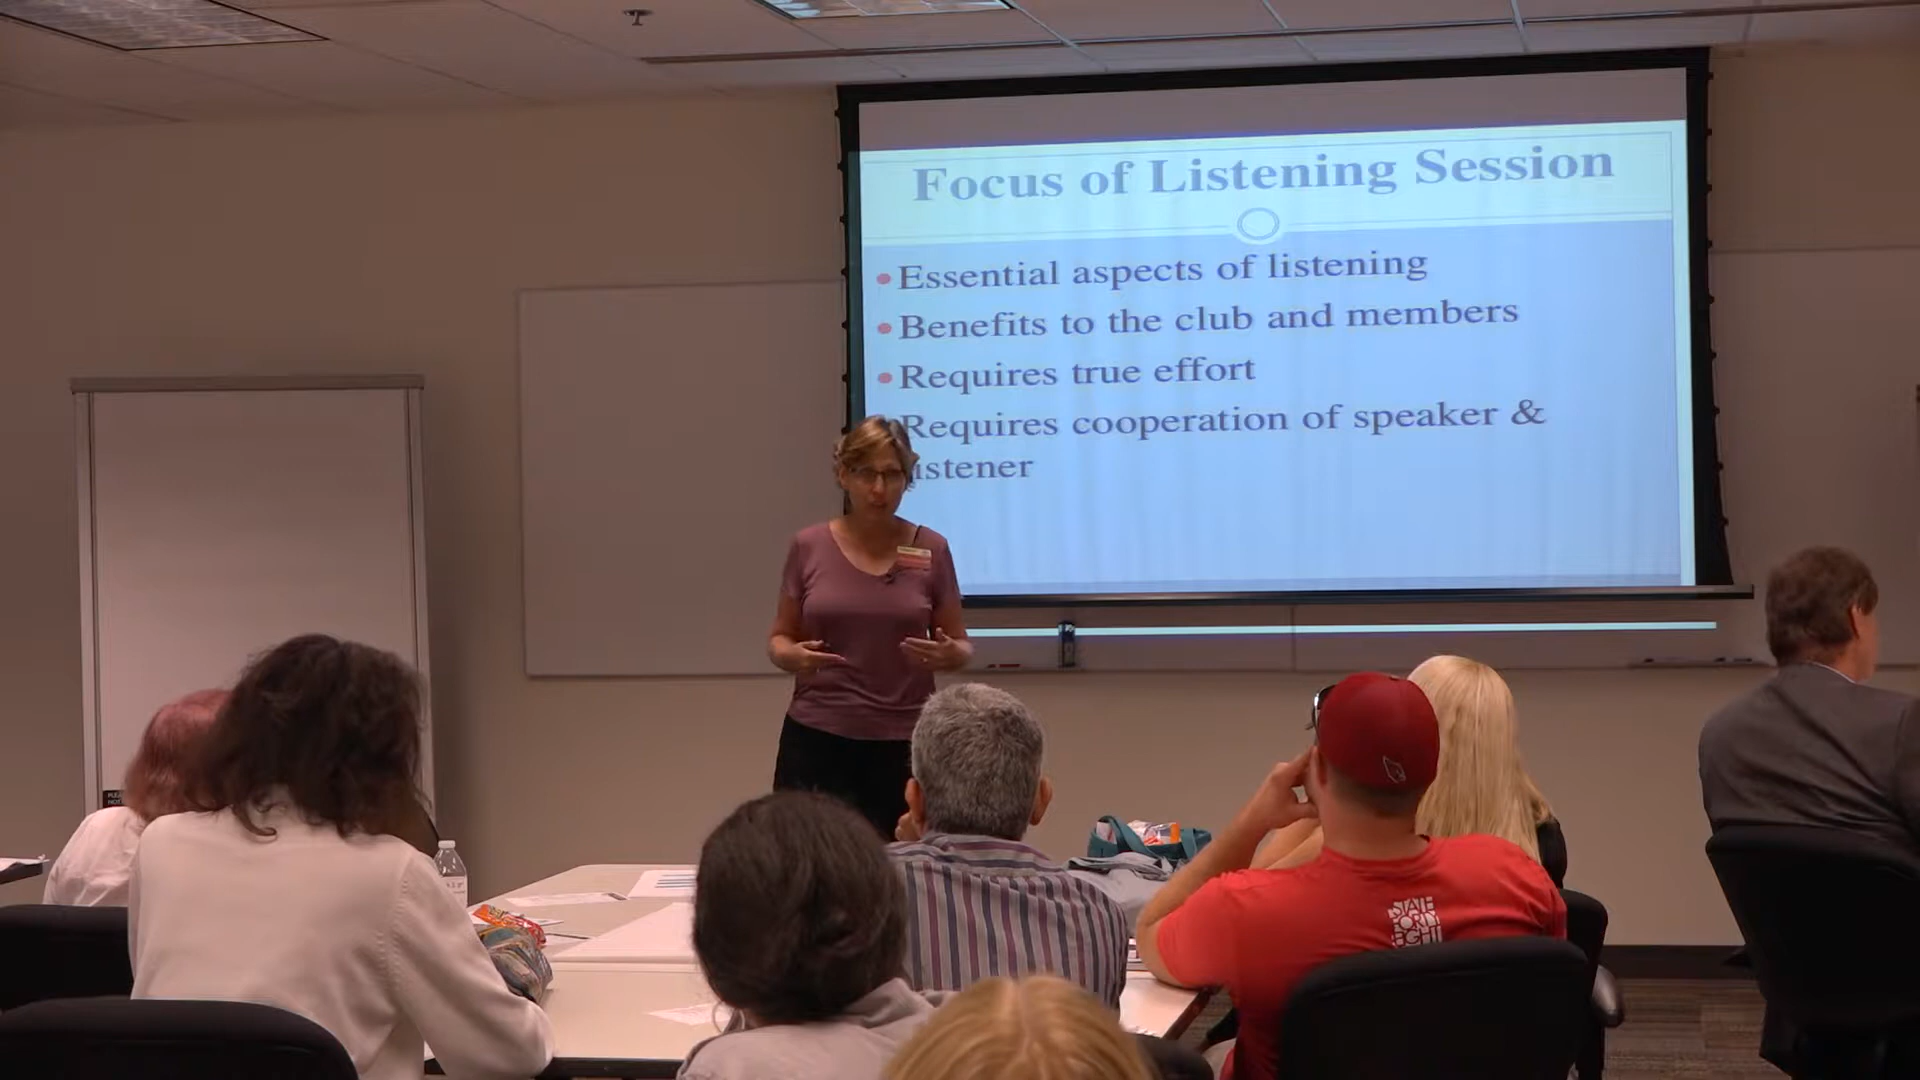 Focus of Listening Session
Essential aspects of listening
Benefits to the club and members
Requires true effort
Requires cooperation of speaker &
istener
STATE